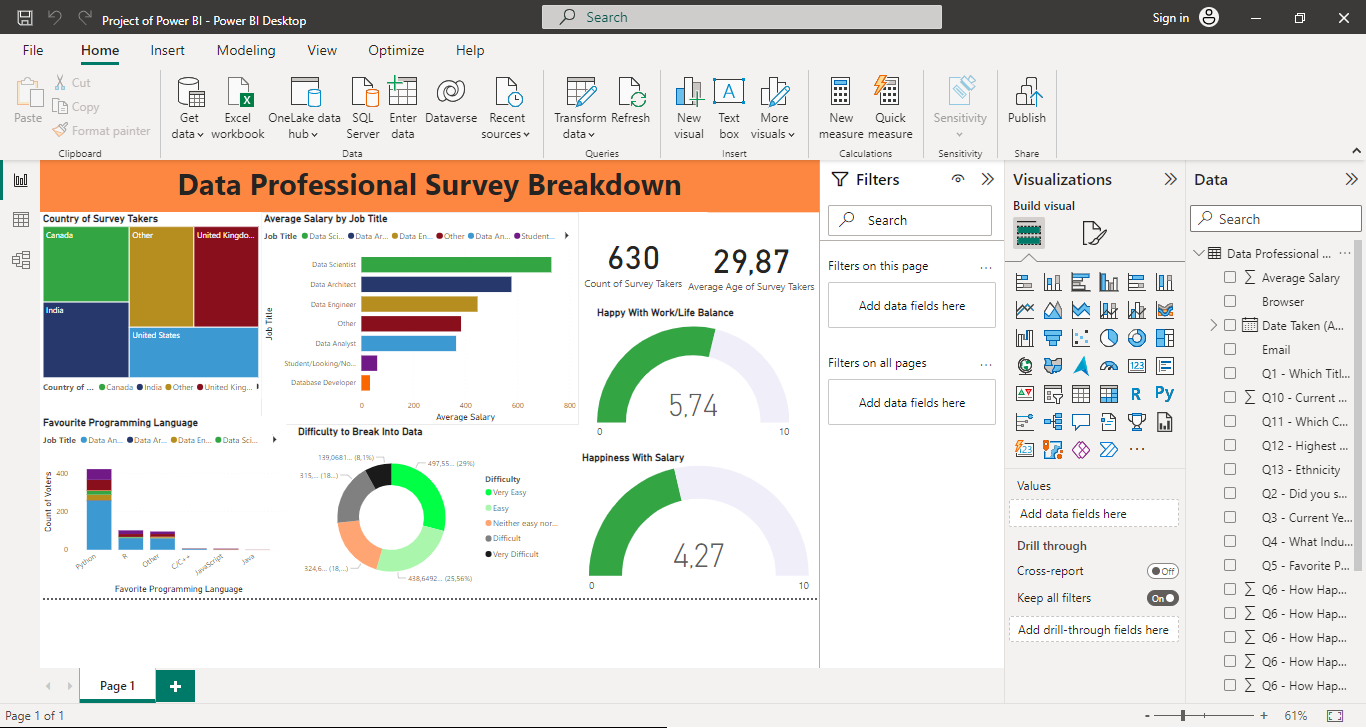 Project of Power BI - Power BI Desktop
Search
Sign in
File
Home
Insert
Modeling
View
Optimize
Help
Paste
Cut
Copy
Format painter
Clipboard
Get data
Excel workbook
OneLake data hub
SQL Server
Enter data
Dataverse
Recent sources
Data
Transform data
Refresh
Queries
New visual
Text box
More visuals
Insert
New measure
Quick measure
Calculations
Sensitivity
Sensitivity
Publish
Share
Data Professional Survey Breakdown
Country of Survey Takers
Canada
Other
United Kingdo...
India
United States
Country of ...
Canada
India
Other
United King...
Average Salary by Job Title
Job Title
Data Sci...
Data Ar...
Data En...
Other
Data An...
Student...
Job Title
Data Scientist
Data Architect
Data Engineer
Other
Data Analyst
Student/Looking/No...
Database Developer
0
200
400
600
800
Average Salary
630
Count of Survey Takers
29,87
Average Age of Survey Takers
Happy With Work/Life Balance
5,74
0
10
Favourite Programming Language
Job Title
Data An...
Data Ar...
Data En...
Data Sci...
Count of Voters
400
200
0
Python
R
Other
C/C++
JavaScript
Java
Favorite Programming Language
Difficulty to Break Into Data
139,0681... (8,1%)
497,55... (29%)
315,... (18...)
324,6... (18,...)
438,6492... (25,56%)
Difficulty
Very Easy
Easy
Neither easy nor...
Difficult
Very Difficult
Happiness With Salary
4,27
0
10
Filters
Search
Filters on this page
...
Add data fields here
Filters on all pages
...
Add data fields here
Visualizations
Build visual
123
R
Py
123
...
Values
Add data fields here
Drill through
Cross-report
Off
Keep all filters
On
Add drill-through fields here
Data
Search
Data Professional ...
...
Average Salary
Browser
Date Taken (A...
Email
Q1 - Which Titl...
Q10 - Current ...
Q11 - Which C...
Q12 - Highest ...
Q13 - Ethnicity
Q2 - Did you s...
Q3 - Current Ye...
Q4 - What Indu...
Q5 - Favorite P...
Q6 - How Hap...
Q6 - How Hap...
Q6 - How Hap...
Q6 - How Hap...
Q6 - How Hap...
Page 1
+
Page 1 of 1
- +
61%